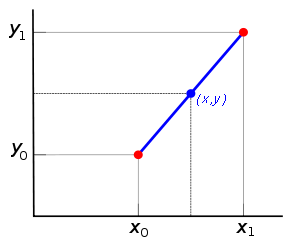 y₁
(x,y)
y₀
x₀ x₁